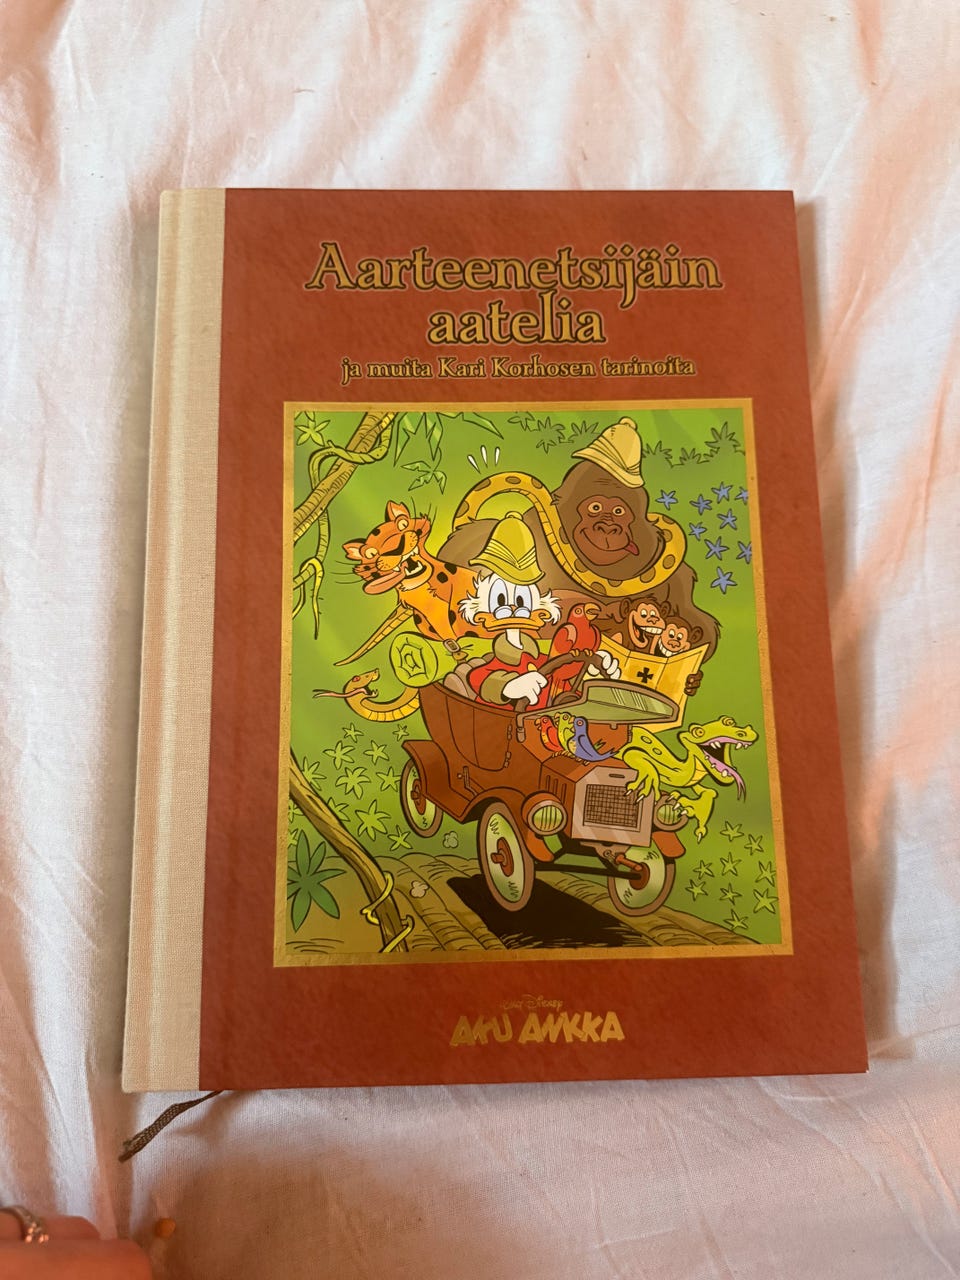 Aarteenetsijäin
aatelia
ja muita Kari Korhosen tarinoita
Walt Disney
AKU ANKKA